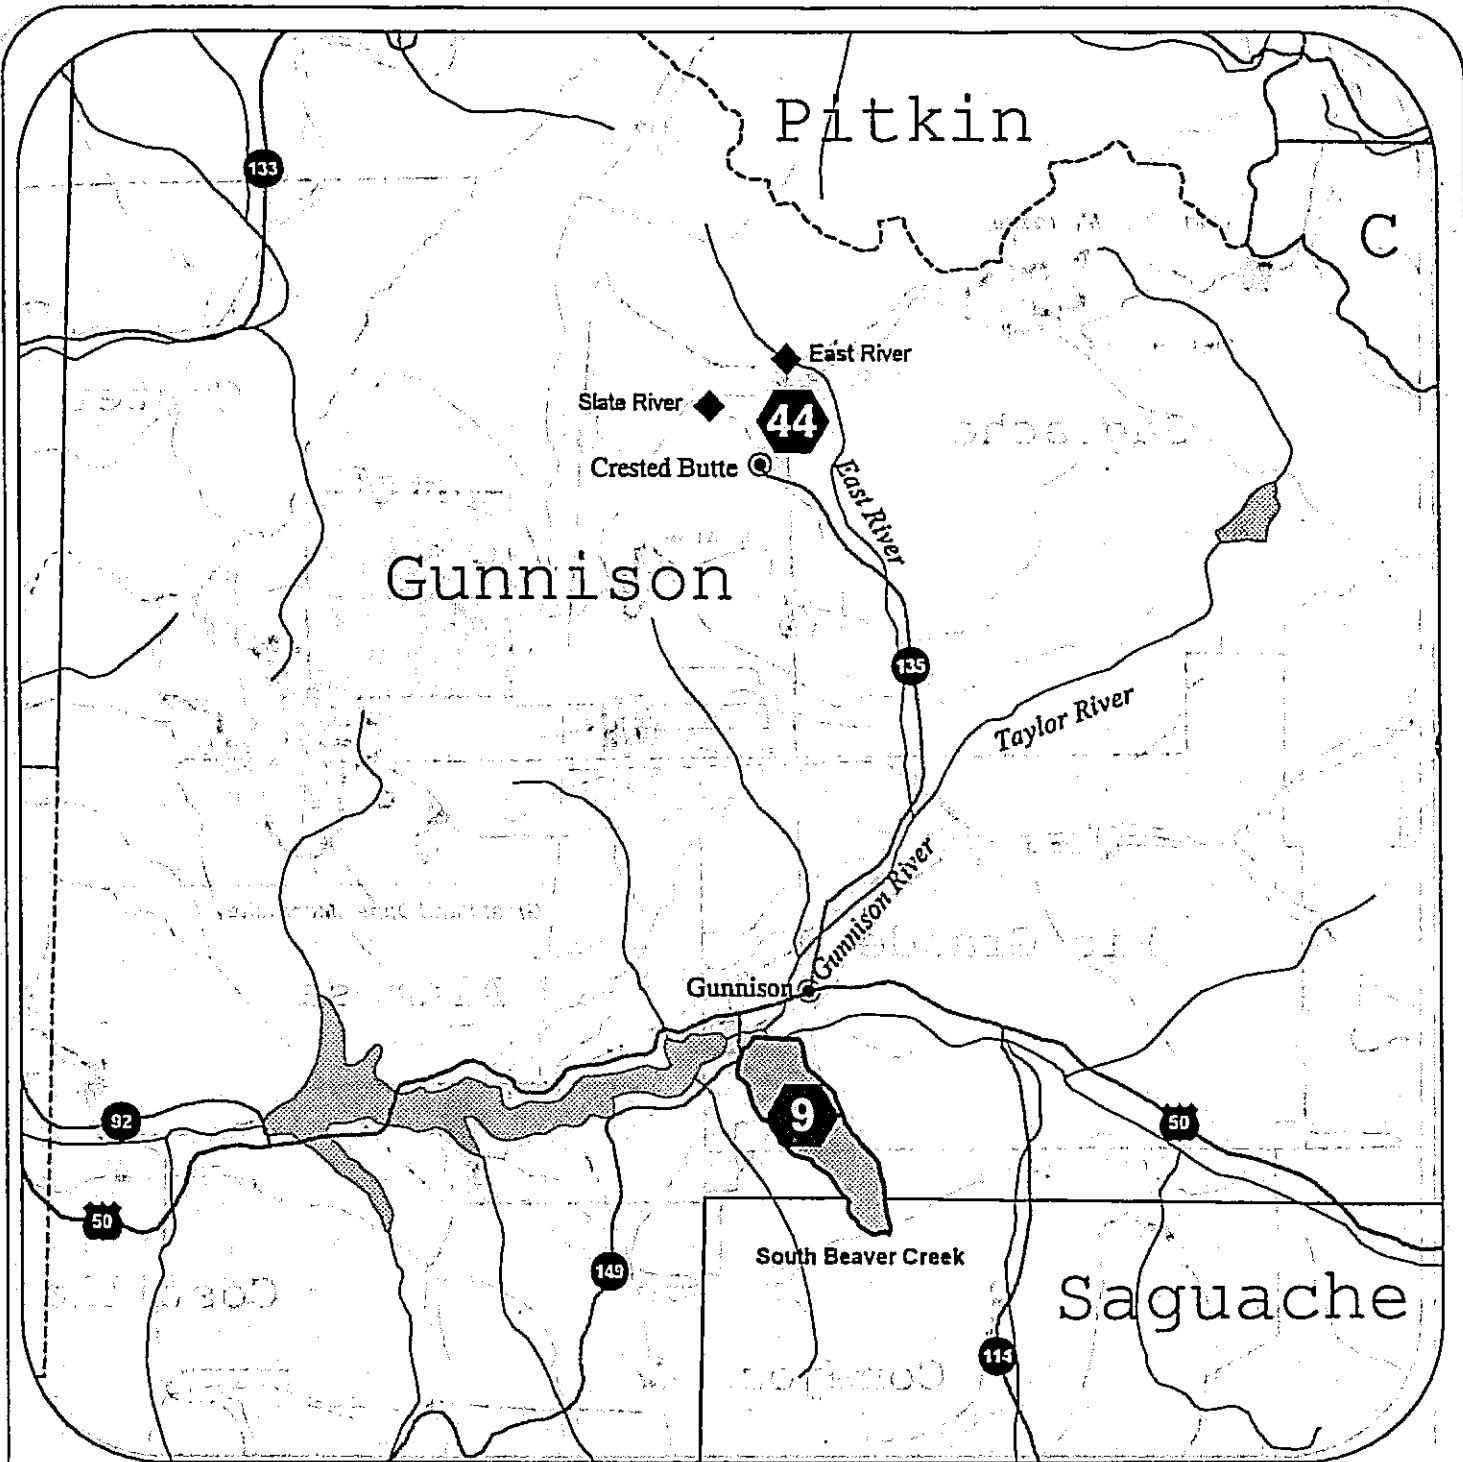 Pitkin
133
C
East River
Slate River
44
Crested Butte
East River
Gunnison
135
Taylor River
Gunnison River
Gunnison
9
92
50
50
South Beaver Creek
149
Saguache
114